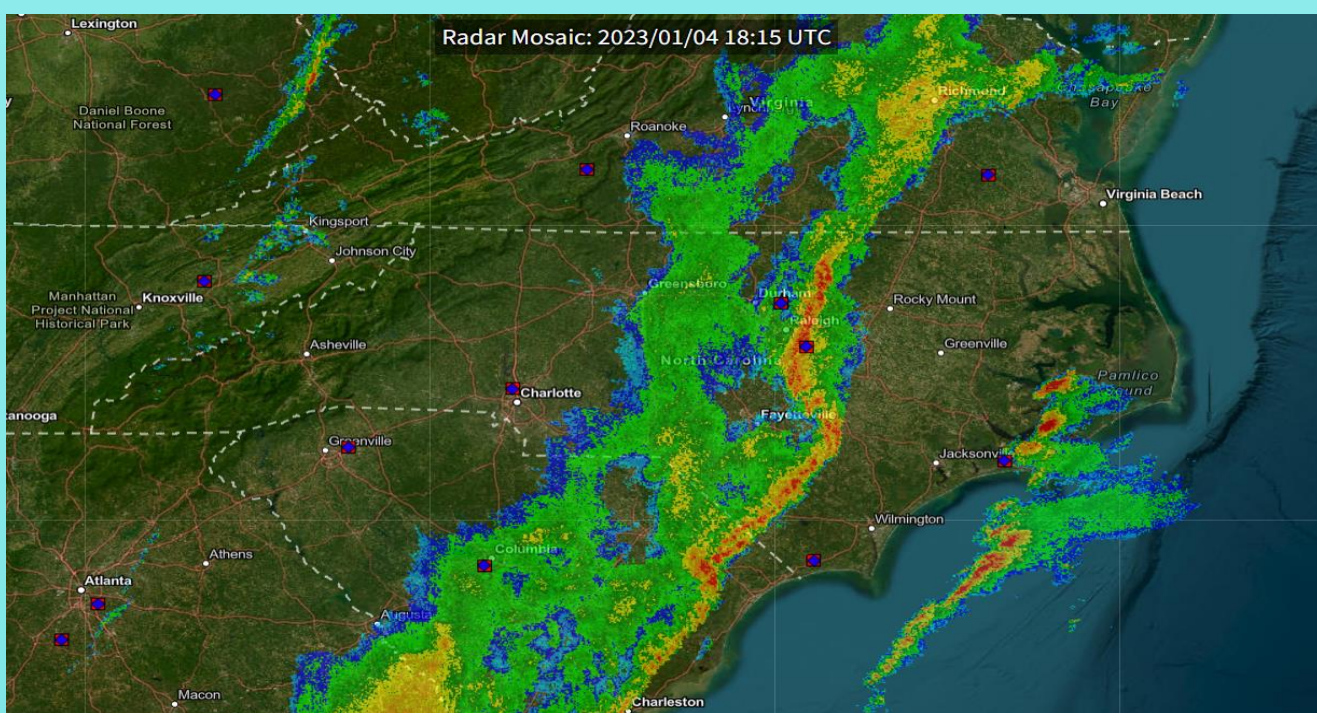 Lexington
Radar Mosaic: 2023/01/04 18:15 UTC
Daniel Boone
National Forest
Richmond
Chesapeake
Bay
Virginia
Roanoke
Virginia Beach
Kingsport
Johnson City
Manhattan
Project National
Historical Park
Knoxville
Greensboro
Durham
Rocky Mount
Raleigh
Asheville
Greenville
North Carolina
Pamlico
Sound
Charlotte
Fayetteville
tanooga
Greenville
Jacksonville
Wilmington
Columbia
Athens
Atlanta
Augusta
Macon
Charleston